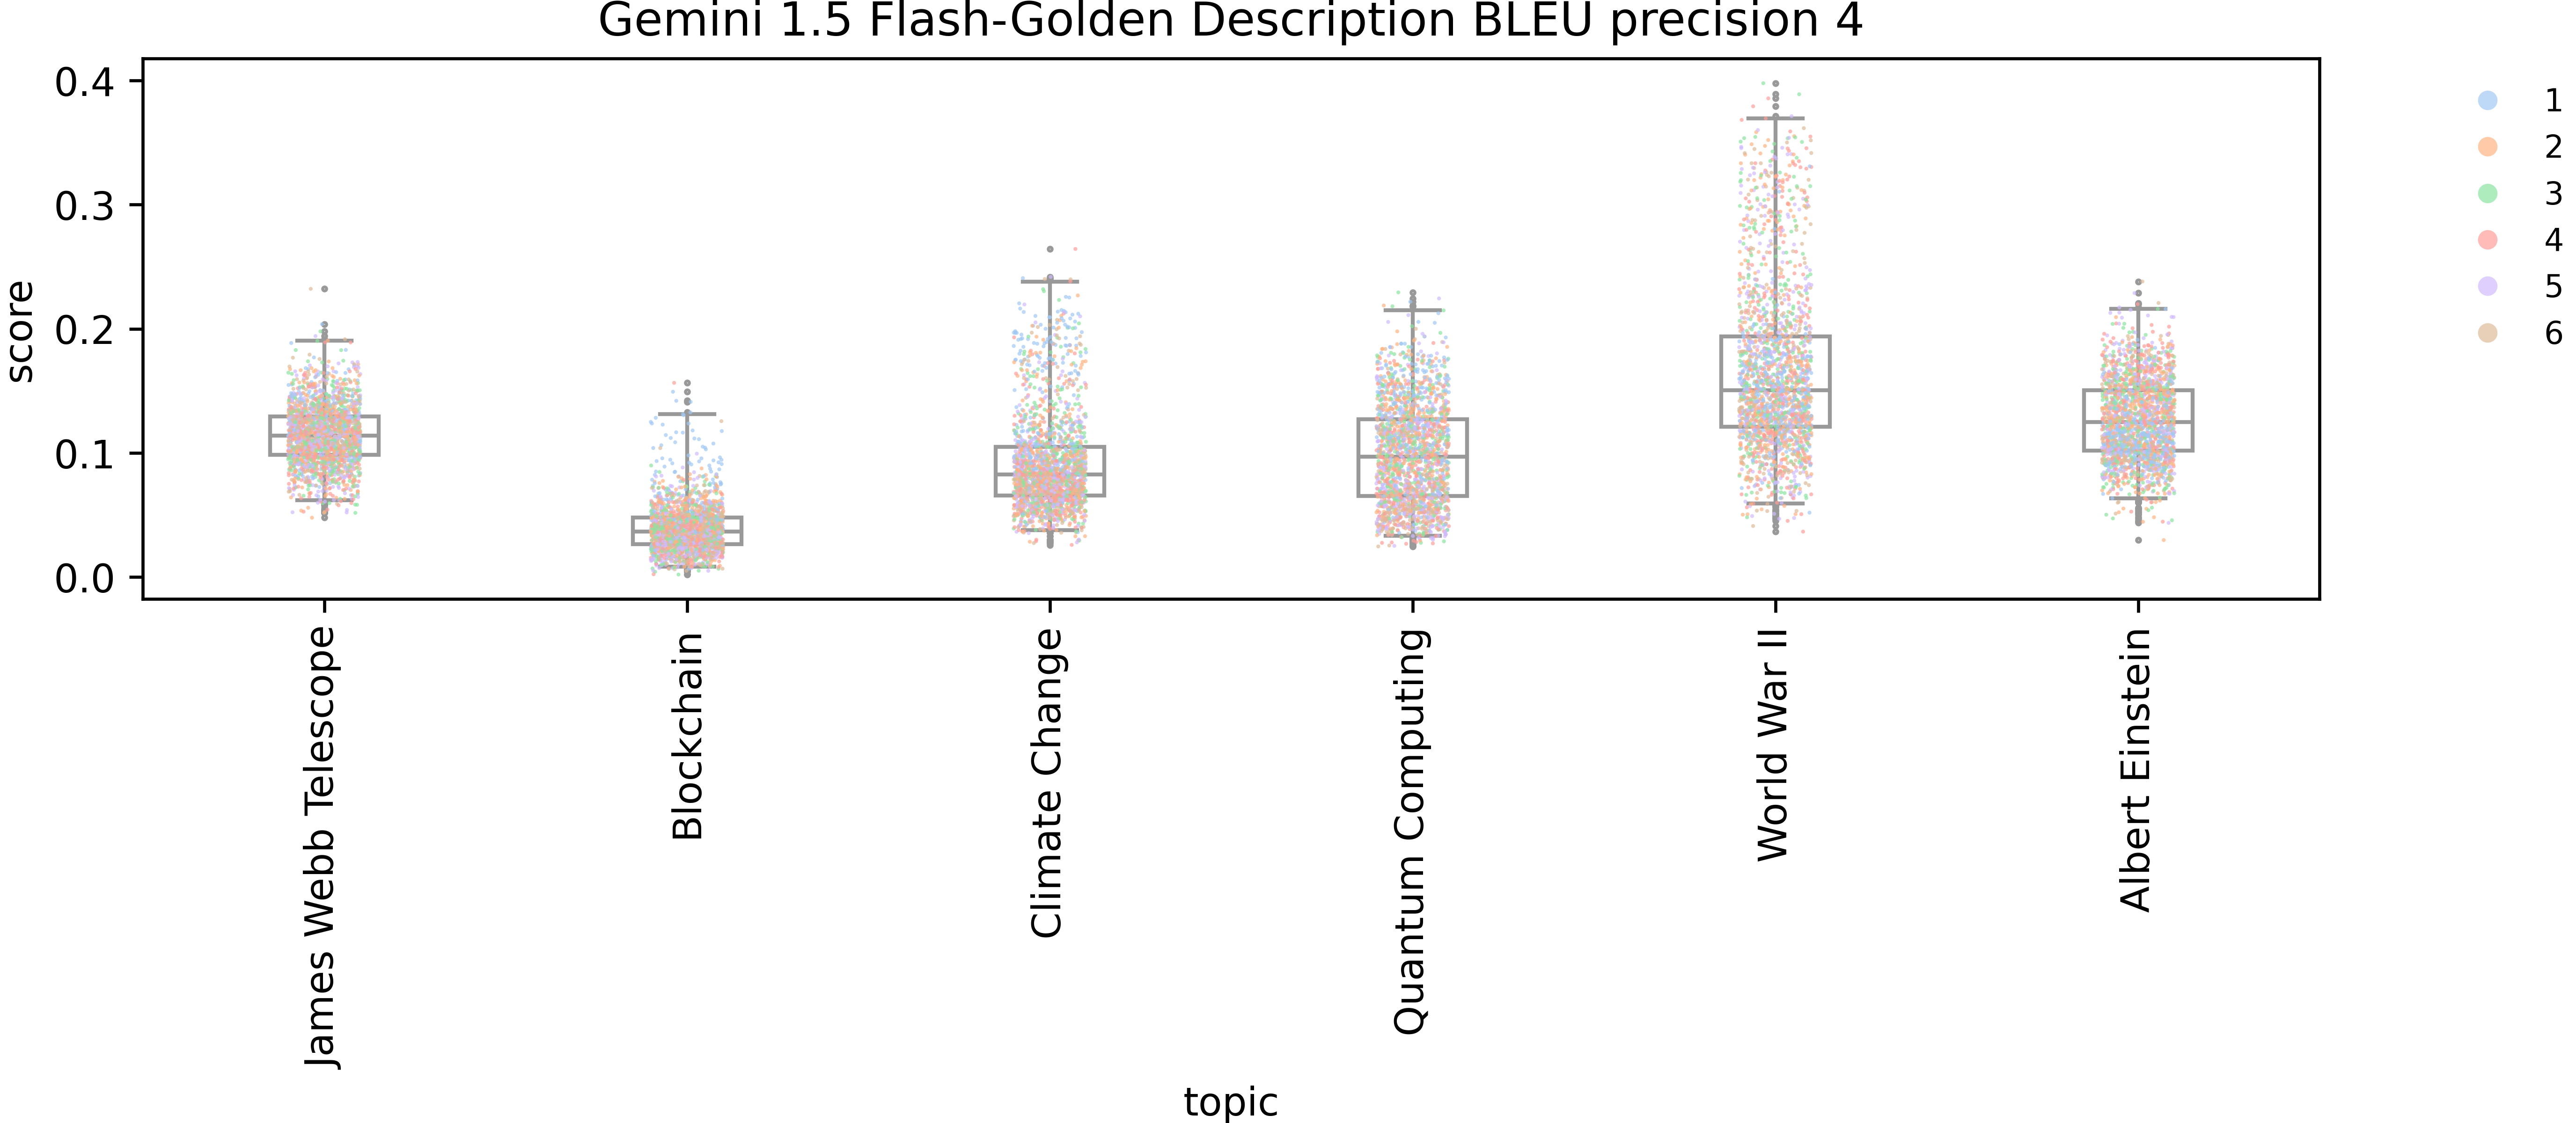 Gemini 1.5 Flash-Golden Description BLEU precision 4
score
0.4
0.3
0.2
0.1
0.0
James Webb Telescope
Blockchain
Climate Change
Quantum Computing
World War II
Albert Einstein
topic
1
2
3
4
5
6